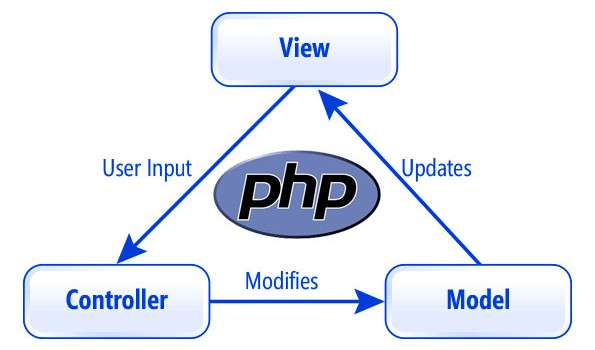 View
User Input
php
Updates
Modifies
Controller
Model